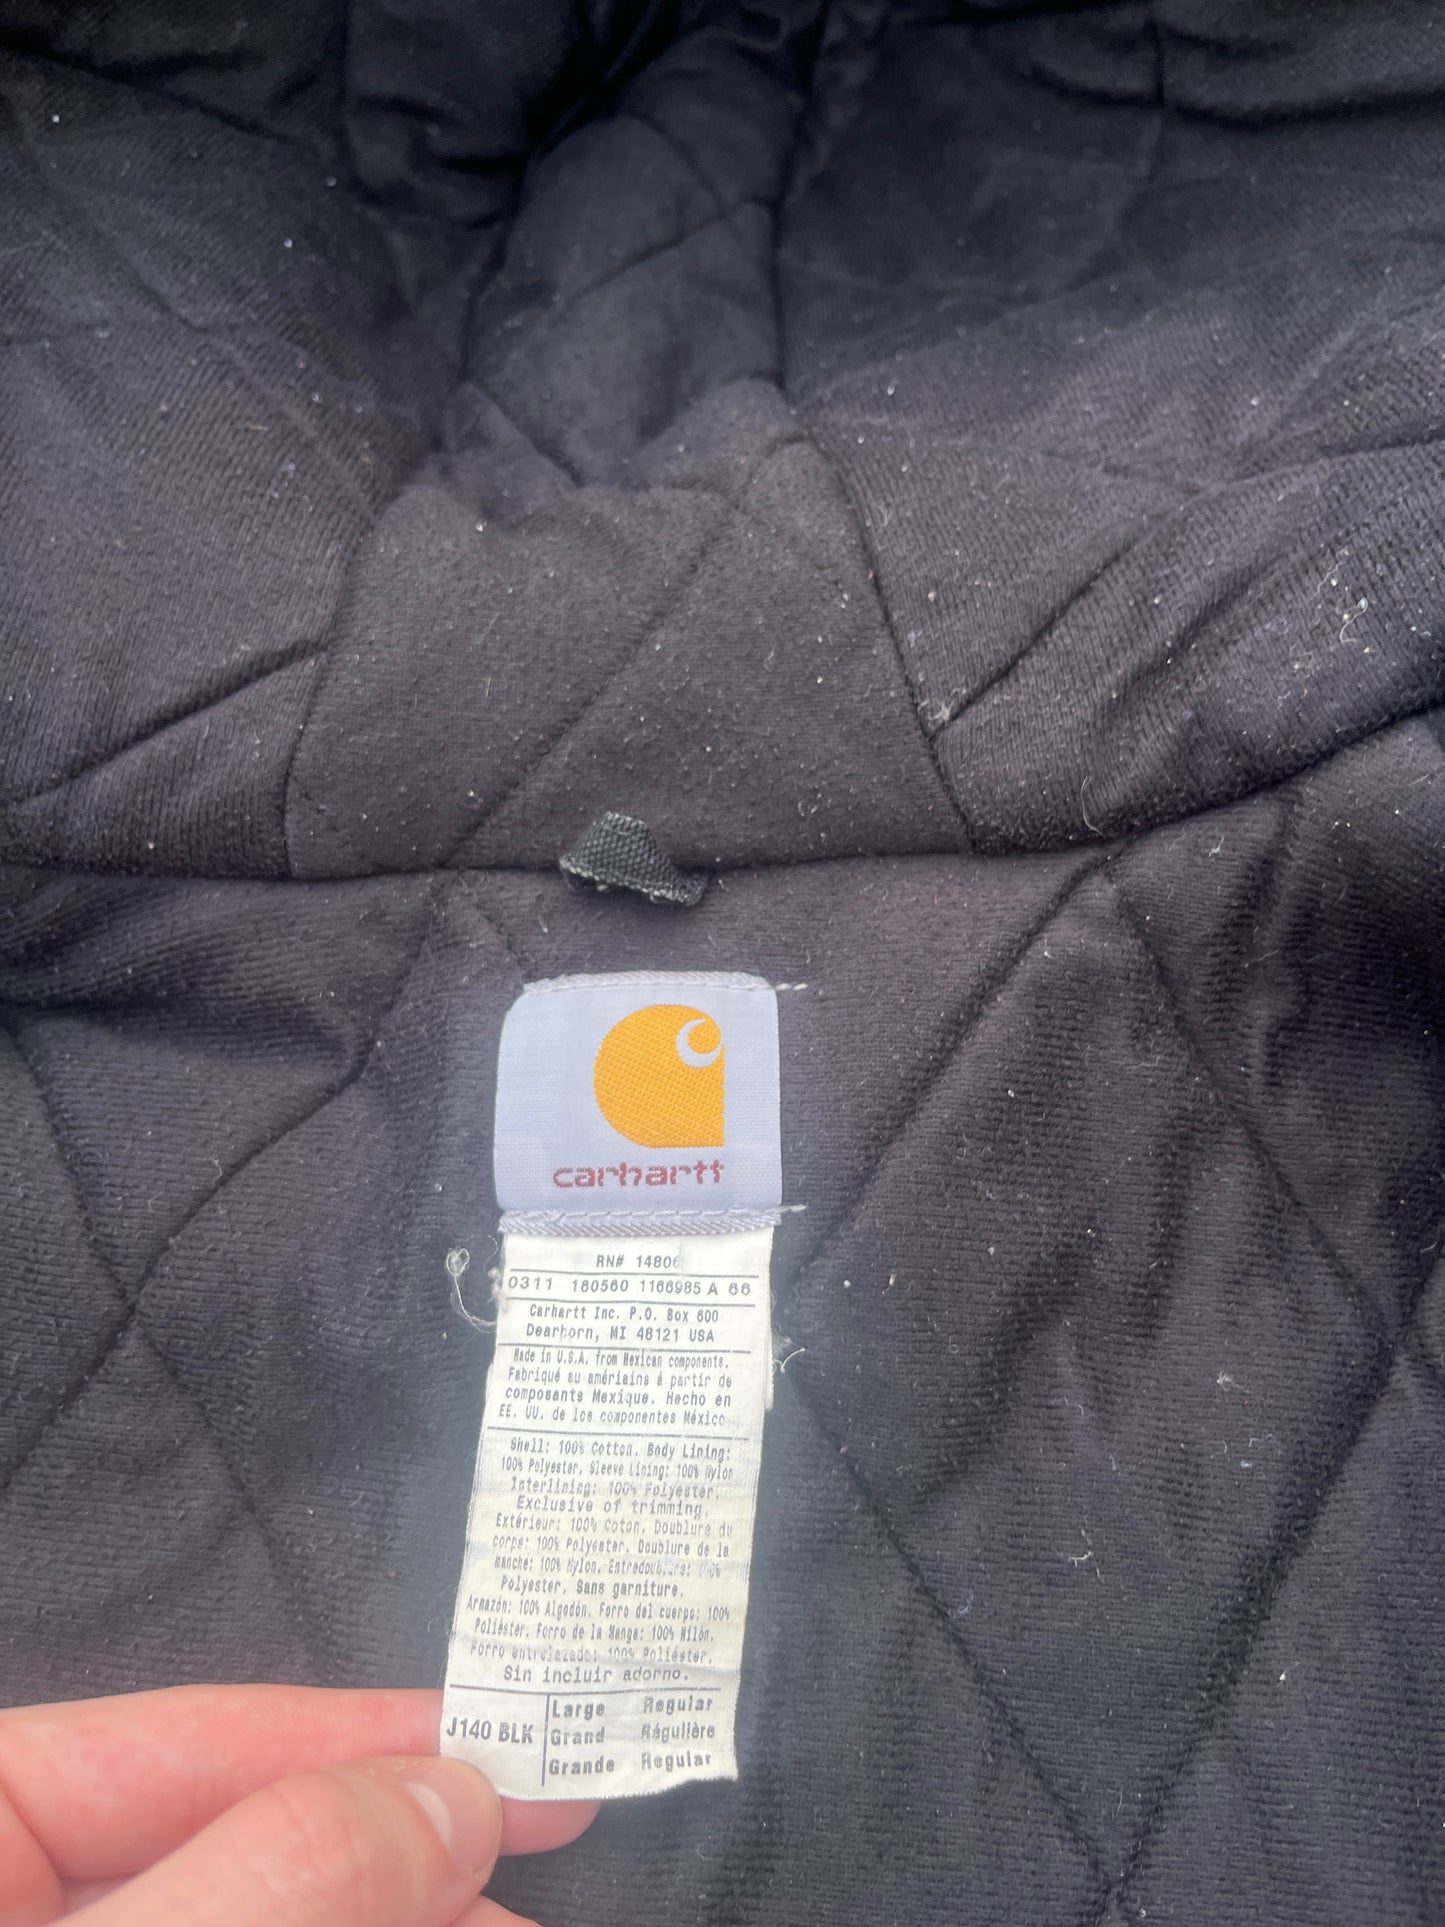 carhartt
RN# 14806
0311 180560 1166985 A 66
Carhartt Inc. P.O. Box 600
Dearborn, MI 48121 USA
Made in U.S.A. from Mexican components.
Fabriqué au amériains à partir de
composants Mexique. Hecho en
EE. UU. de los componentes México
Shell: 100% Cotton. Body Lining:
100% Polyester. Sleeve Lining: 100% Nylon
Interlining: 100% Polyester.
Exclusive of trimming.
Extérieur: 100% Coton. Doublure du
corps: 100% Polyester. Doublure de la
Manche: 100% Nylon. Entredoublure: 100%
Polyester. Sans garniture.
Armazón: 100% Algodón. Forro del cuerpo: 100%
Poliéster. Forro de la Manga: 100% Nilón.
Forro entrelazado: 100% Poliéster.
Sin incluir adorno.
J140 BLK
Large Regular
Grand Régulière
Grande Regular